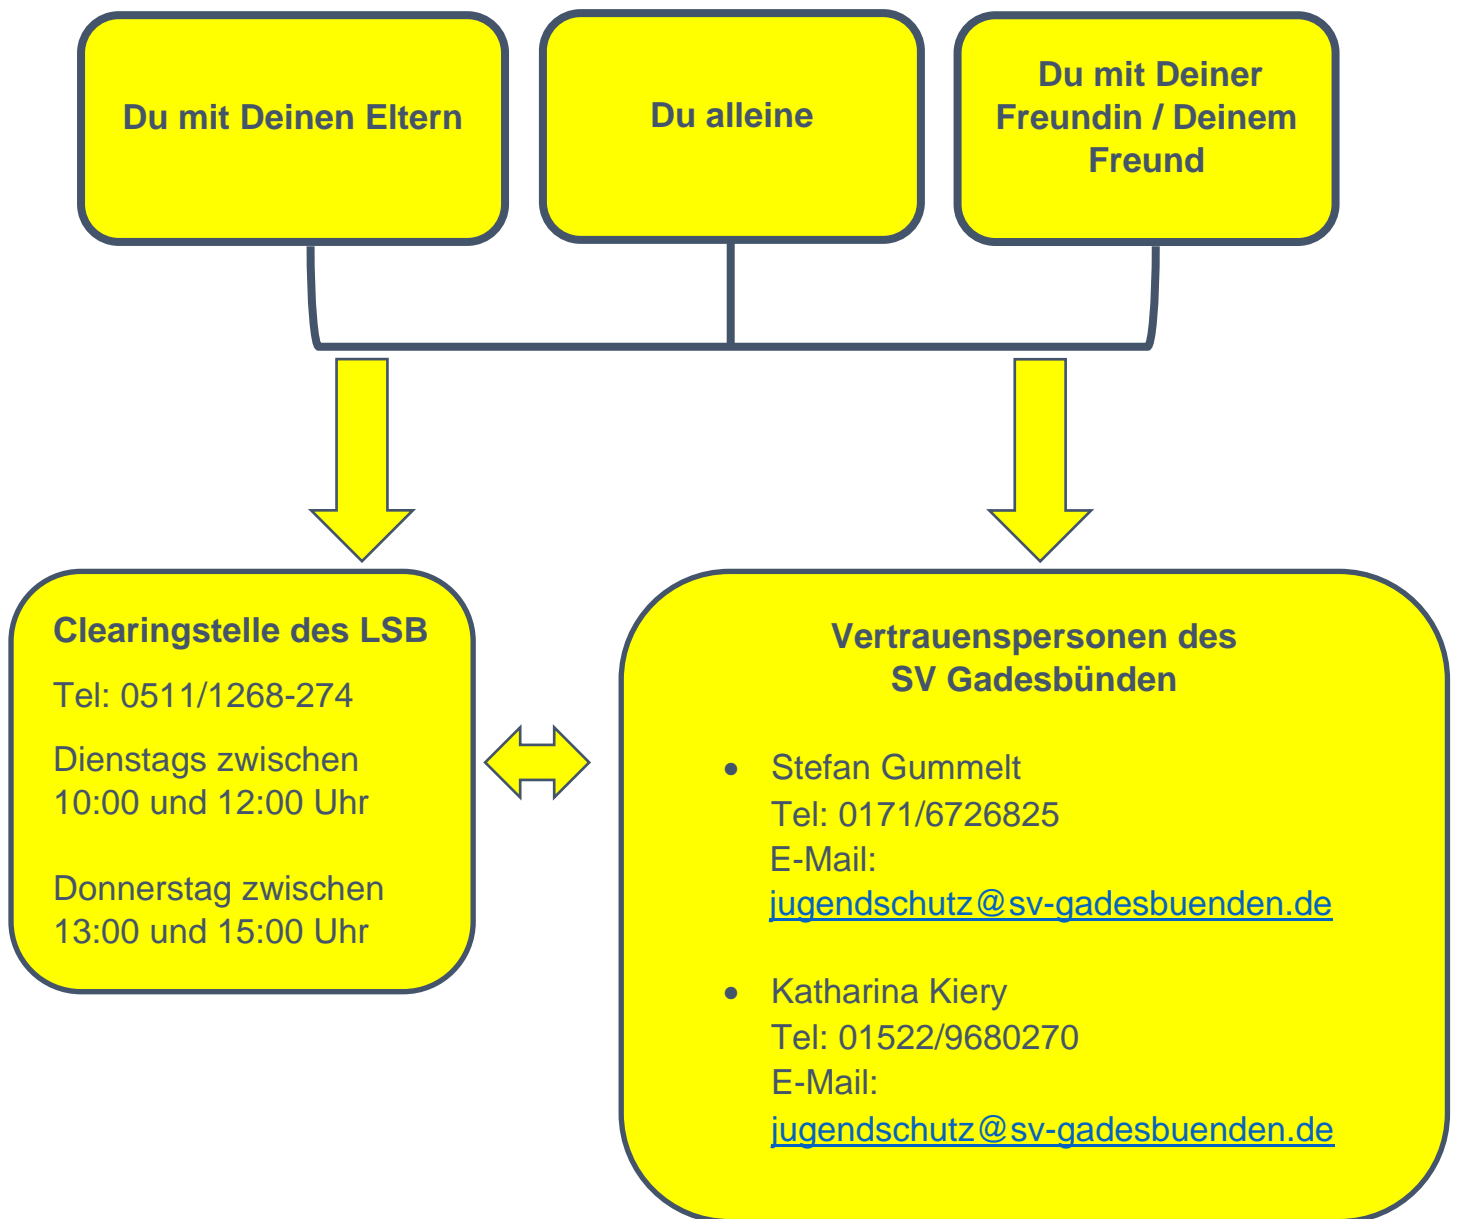 Du mit Deinen Eltern
Du alleine
Du mit Deiner
Freundin / Deinem
Freund
Clearingstelle des LSB
Tel: 0511/1268-274
Dienstags zwischen
10:00 und 12:00 Uhr
Donnerstag zwischen
13:00 und 15:00 Uhr
Vertrauenspersonen des
SV Gadesbünden
• Stefan Gummelt
Tel: 0171/6726825
E-Mail:
jugendschutz@sv-gadesbuenden.de
• Katharina Kiery
Tel: 01522/9680270
E-Mail:
jugendschutz@sv-gadesbuenden.de